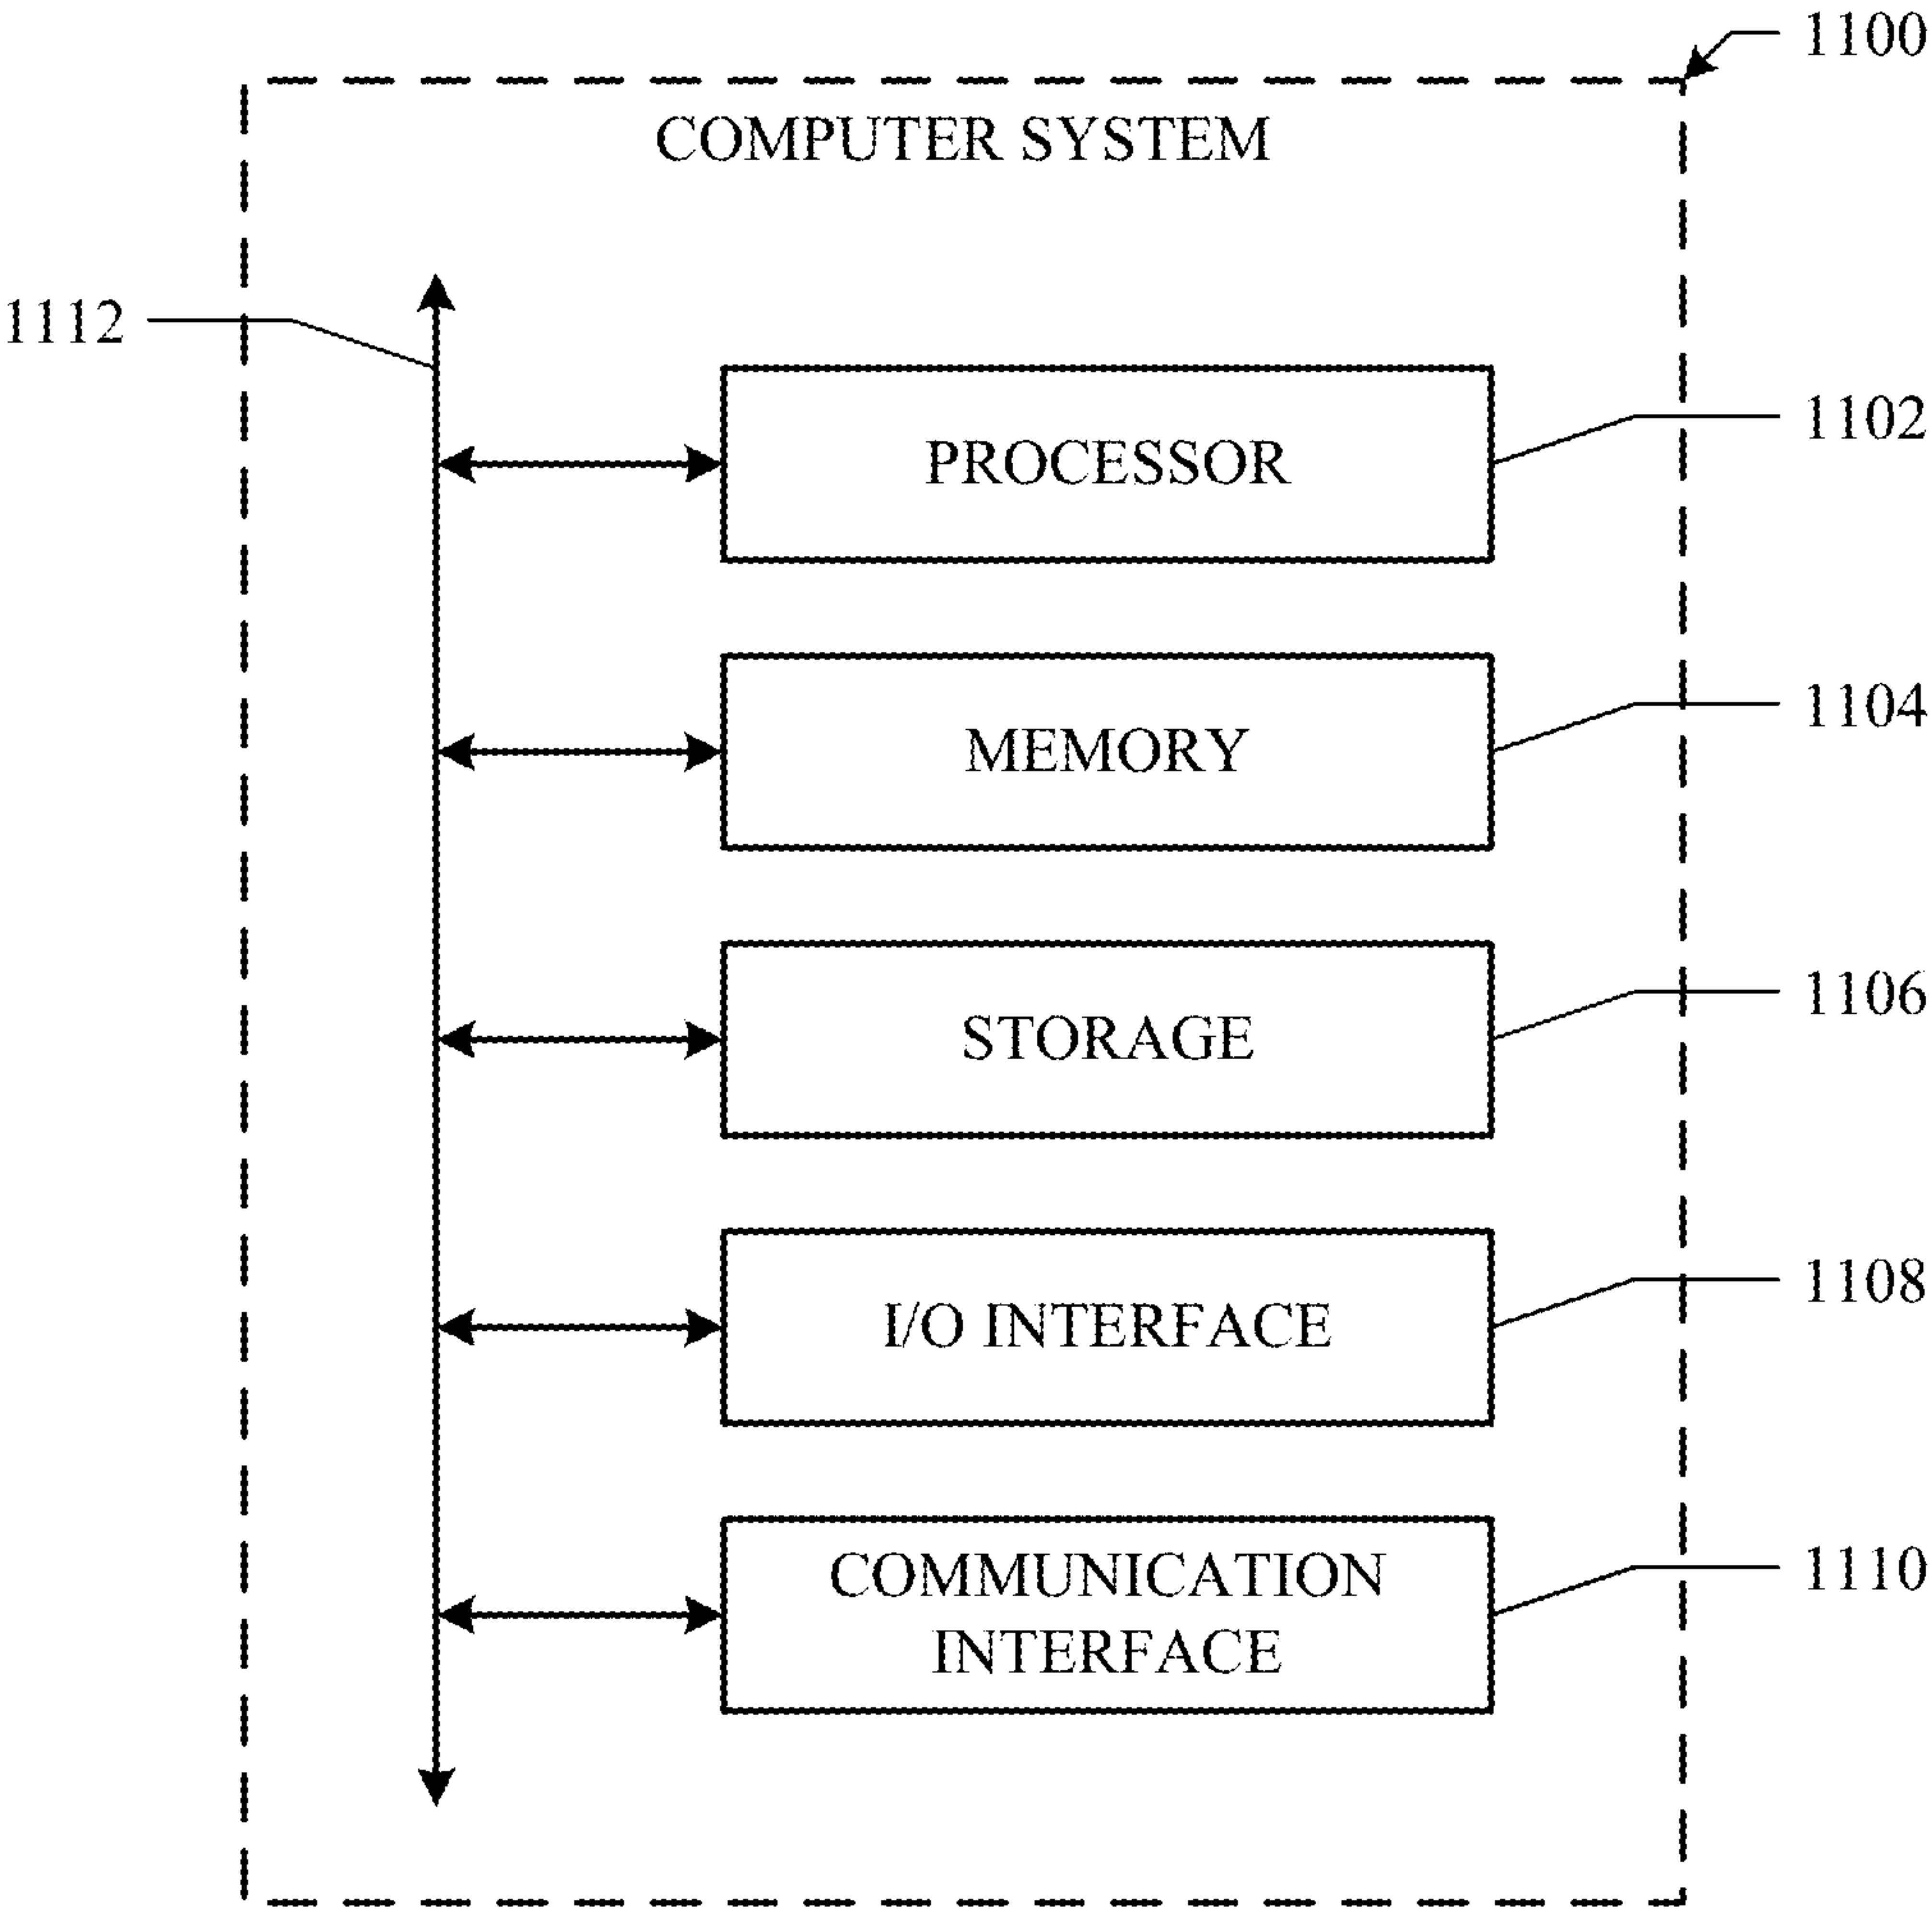 1100
COMPUTER SYSTEM
1112
1102
PROCESSOR
1104
MEMORY
1106
STORAGE
1108
I/O INTERFACE
1110
COMMUNICATION
INTERFACE